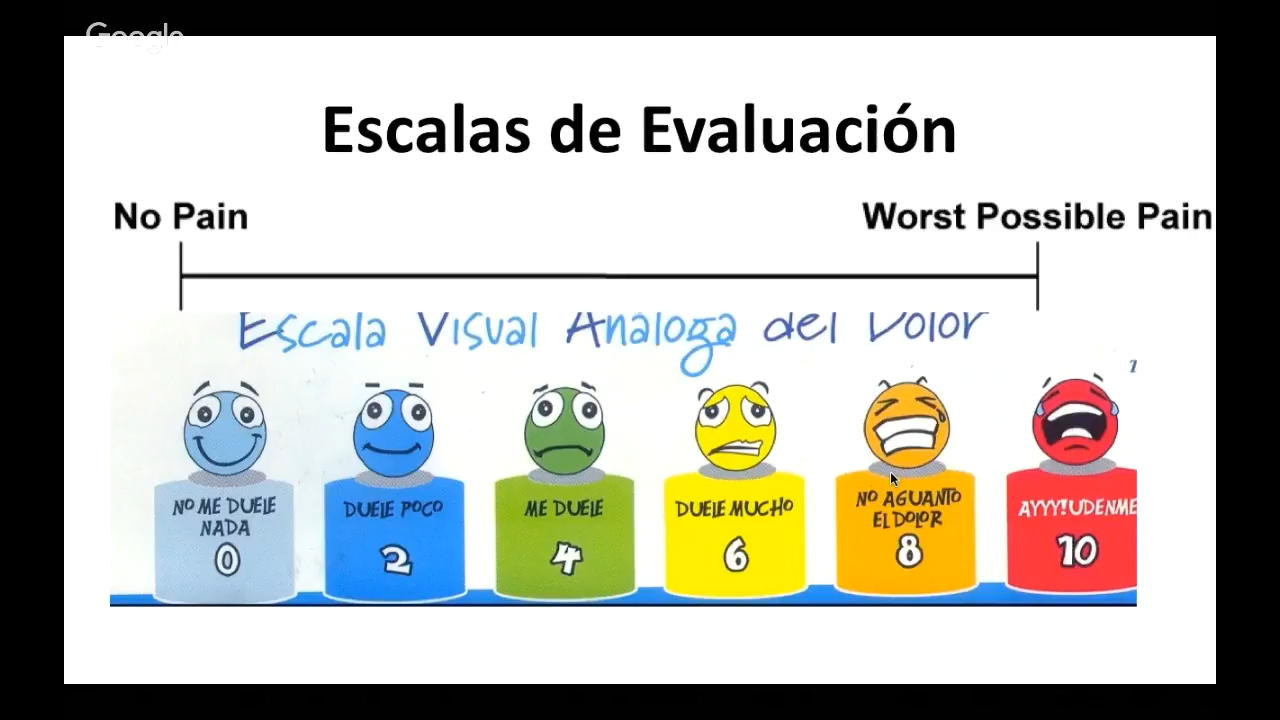 Google
Escalas de Evaluación
No Pain
Worst Possible Pain
Escala Visual Análoga del Dolor
NO ME DUELE
NADA
0
DUELE POCO
2
ME DUELE
4
DUELE MUCHO
6
NO AGUANTO
EL DOLOR
8
AYYY!UDENME
10